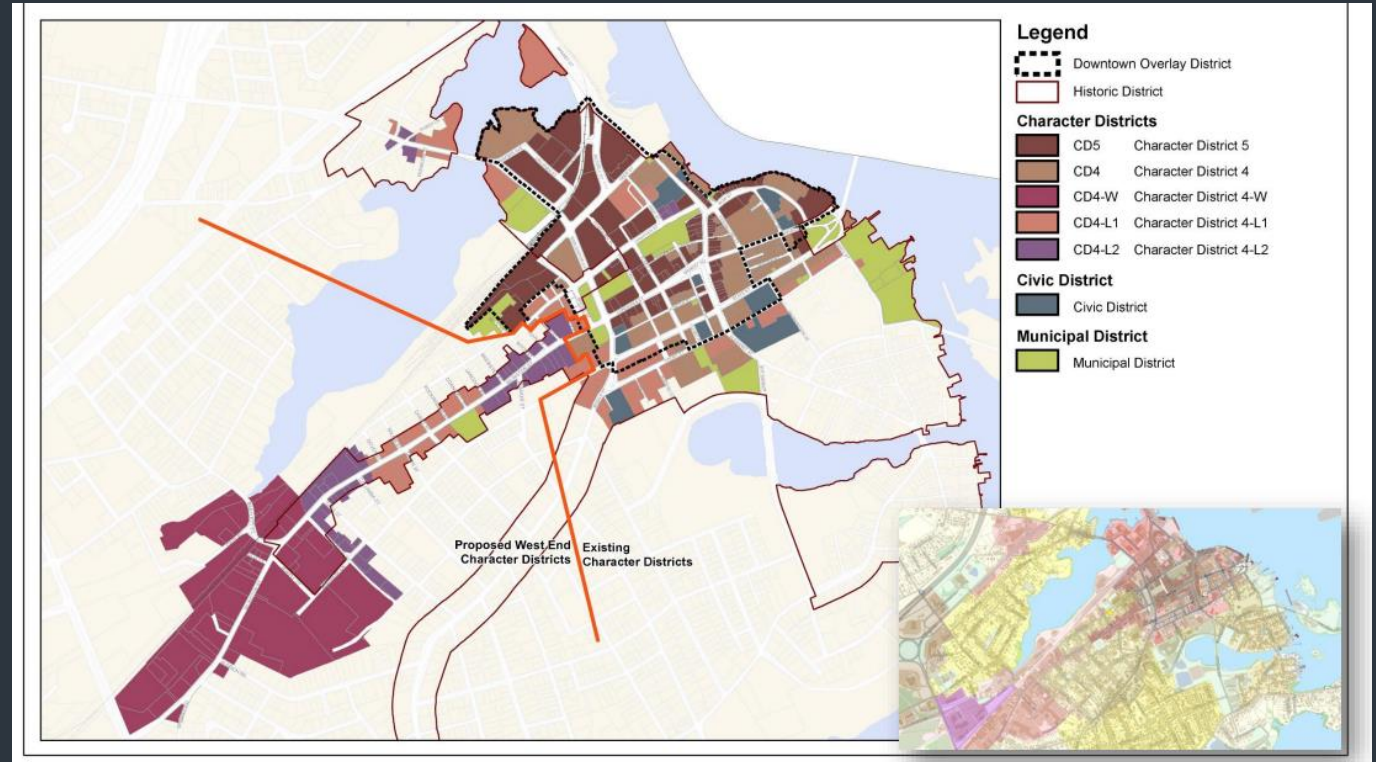 Legend
Downtown Overlay District
Historic District
Character Districts
CD5 Character District 5
CD4 Character District 4
CD4-W Character District 4-W
CD4-L1 Character District 4-L1
CD4-L2 Character District 4-L2
Civic District
Civic District
Municipal District
Municipal District
Proposed West End Existing
Character Districts Character Districts